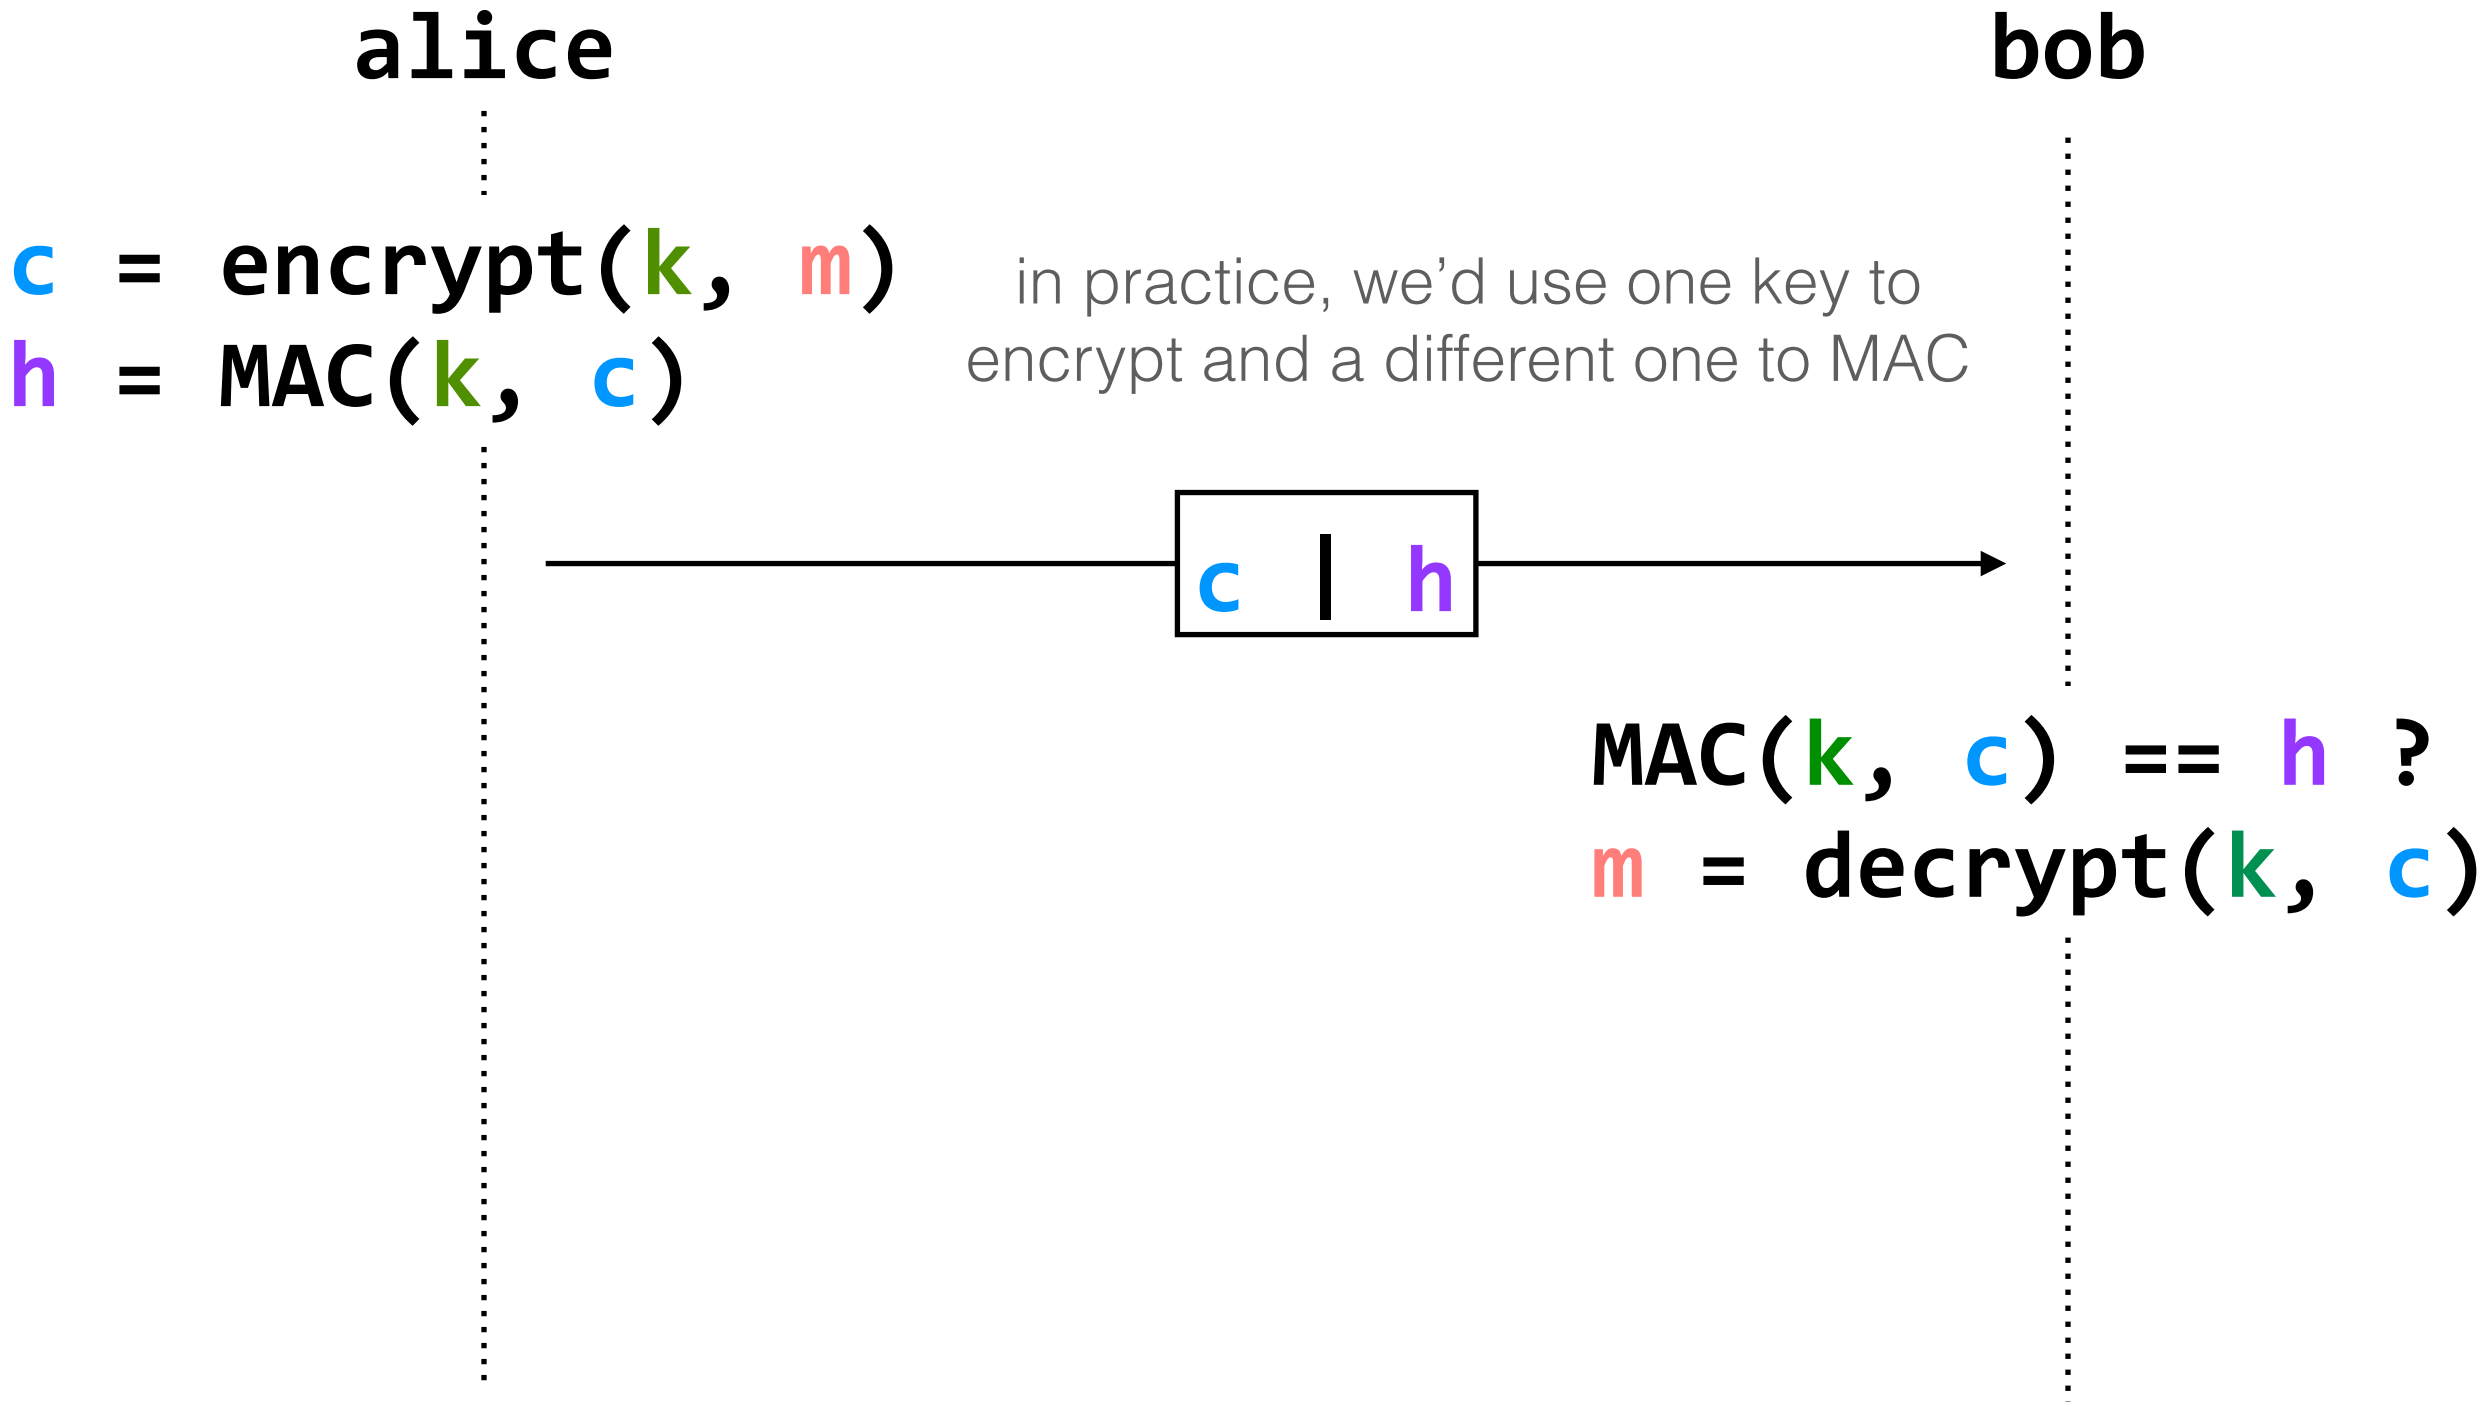 alice
bob
c = encrypt(k, m)
h = MAC(k, c)
in practice, we’d use one key to
encrypt and a different one to MAC
c | h
MAC(k, c) == h ?
m = decrypt(k, c)